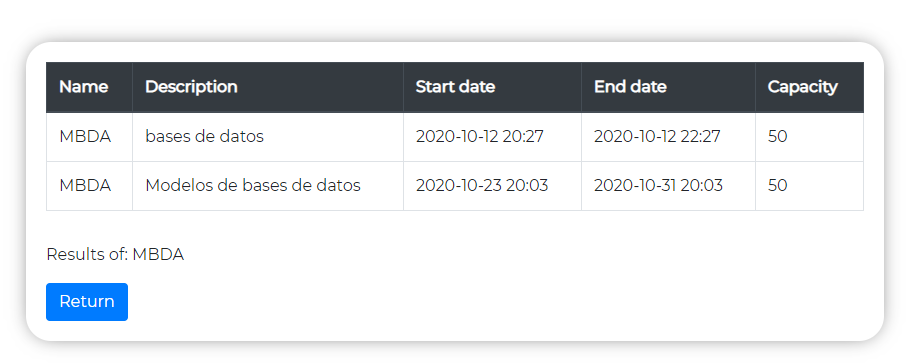 Name Description Start date End date Capacity
MBDA bases de datos 2020-10-12 20:27 2020-10-12 22:27 50
MBDA Modelos de bases de datos 2020-10-23 20:03 2020-10-31 20:03 50
Results of: MBDA
Return